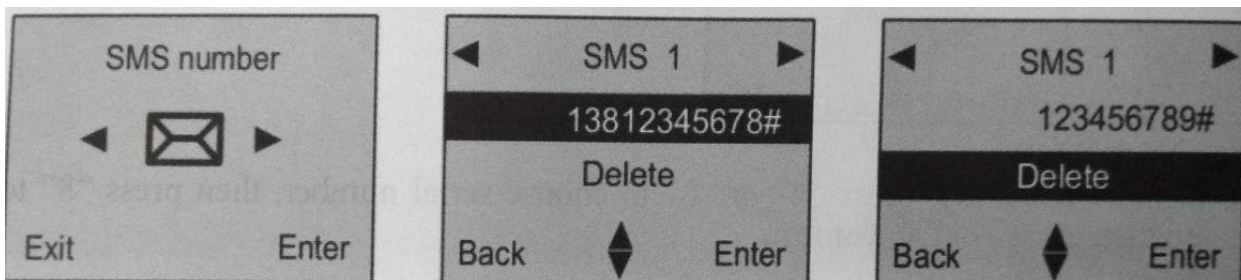 SMS number
Exit Enter
SMS 1
13812345678#
Delete
Back Enter
SMS 1
123456789#
Delete
Back Enter